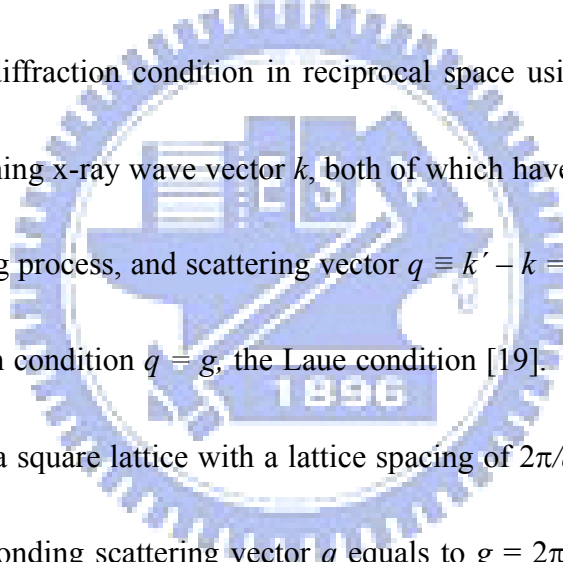 diffraction condition in reciprocal space usi
ning x-ray wave vector k, both of which have
g process, and scattering vector q ≡ k´ – k =
E S
n condition q = g, the Laue condition [19].
1896
a square lattice with a lattice spacing of 2π/
onding scattering vector q equals to g = 2π